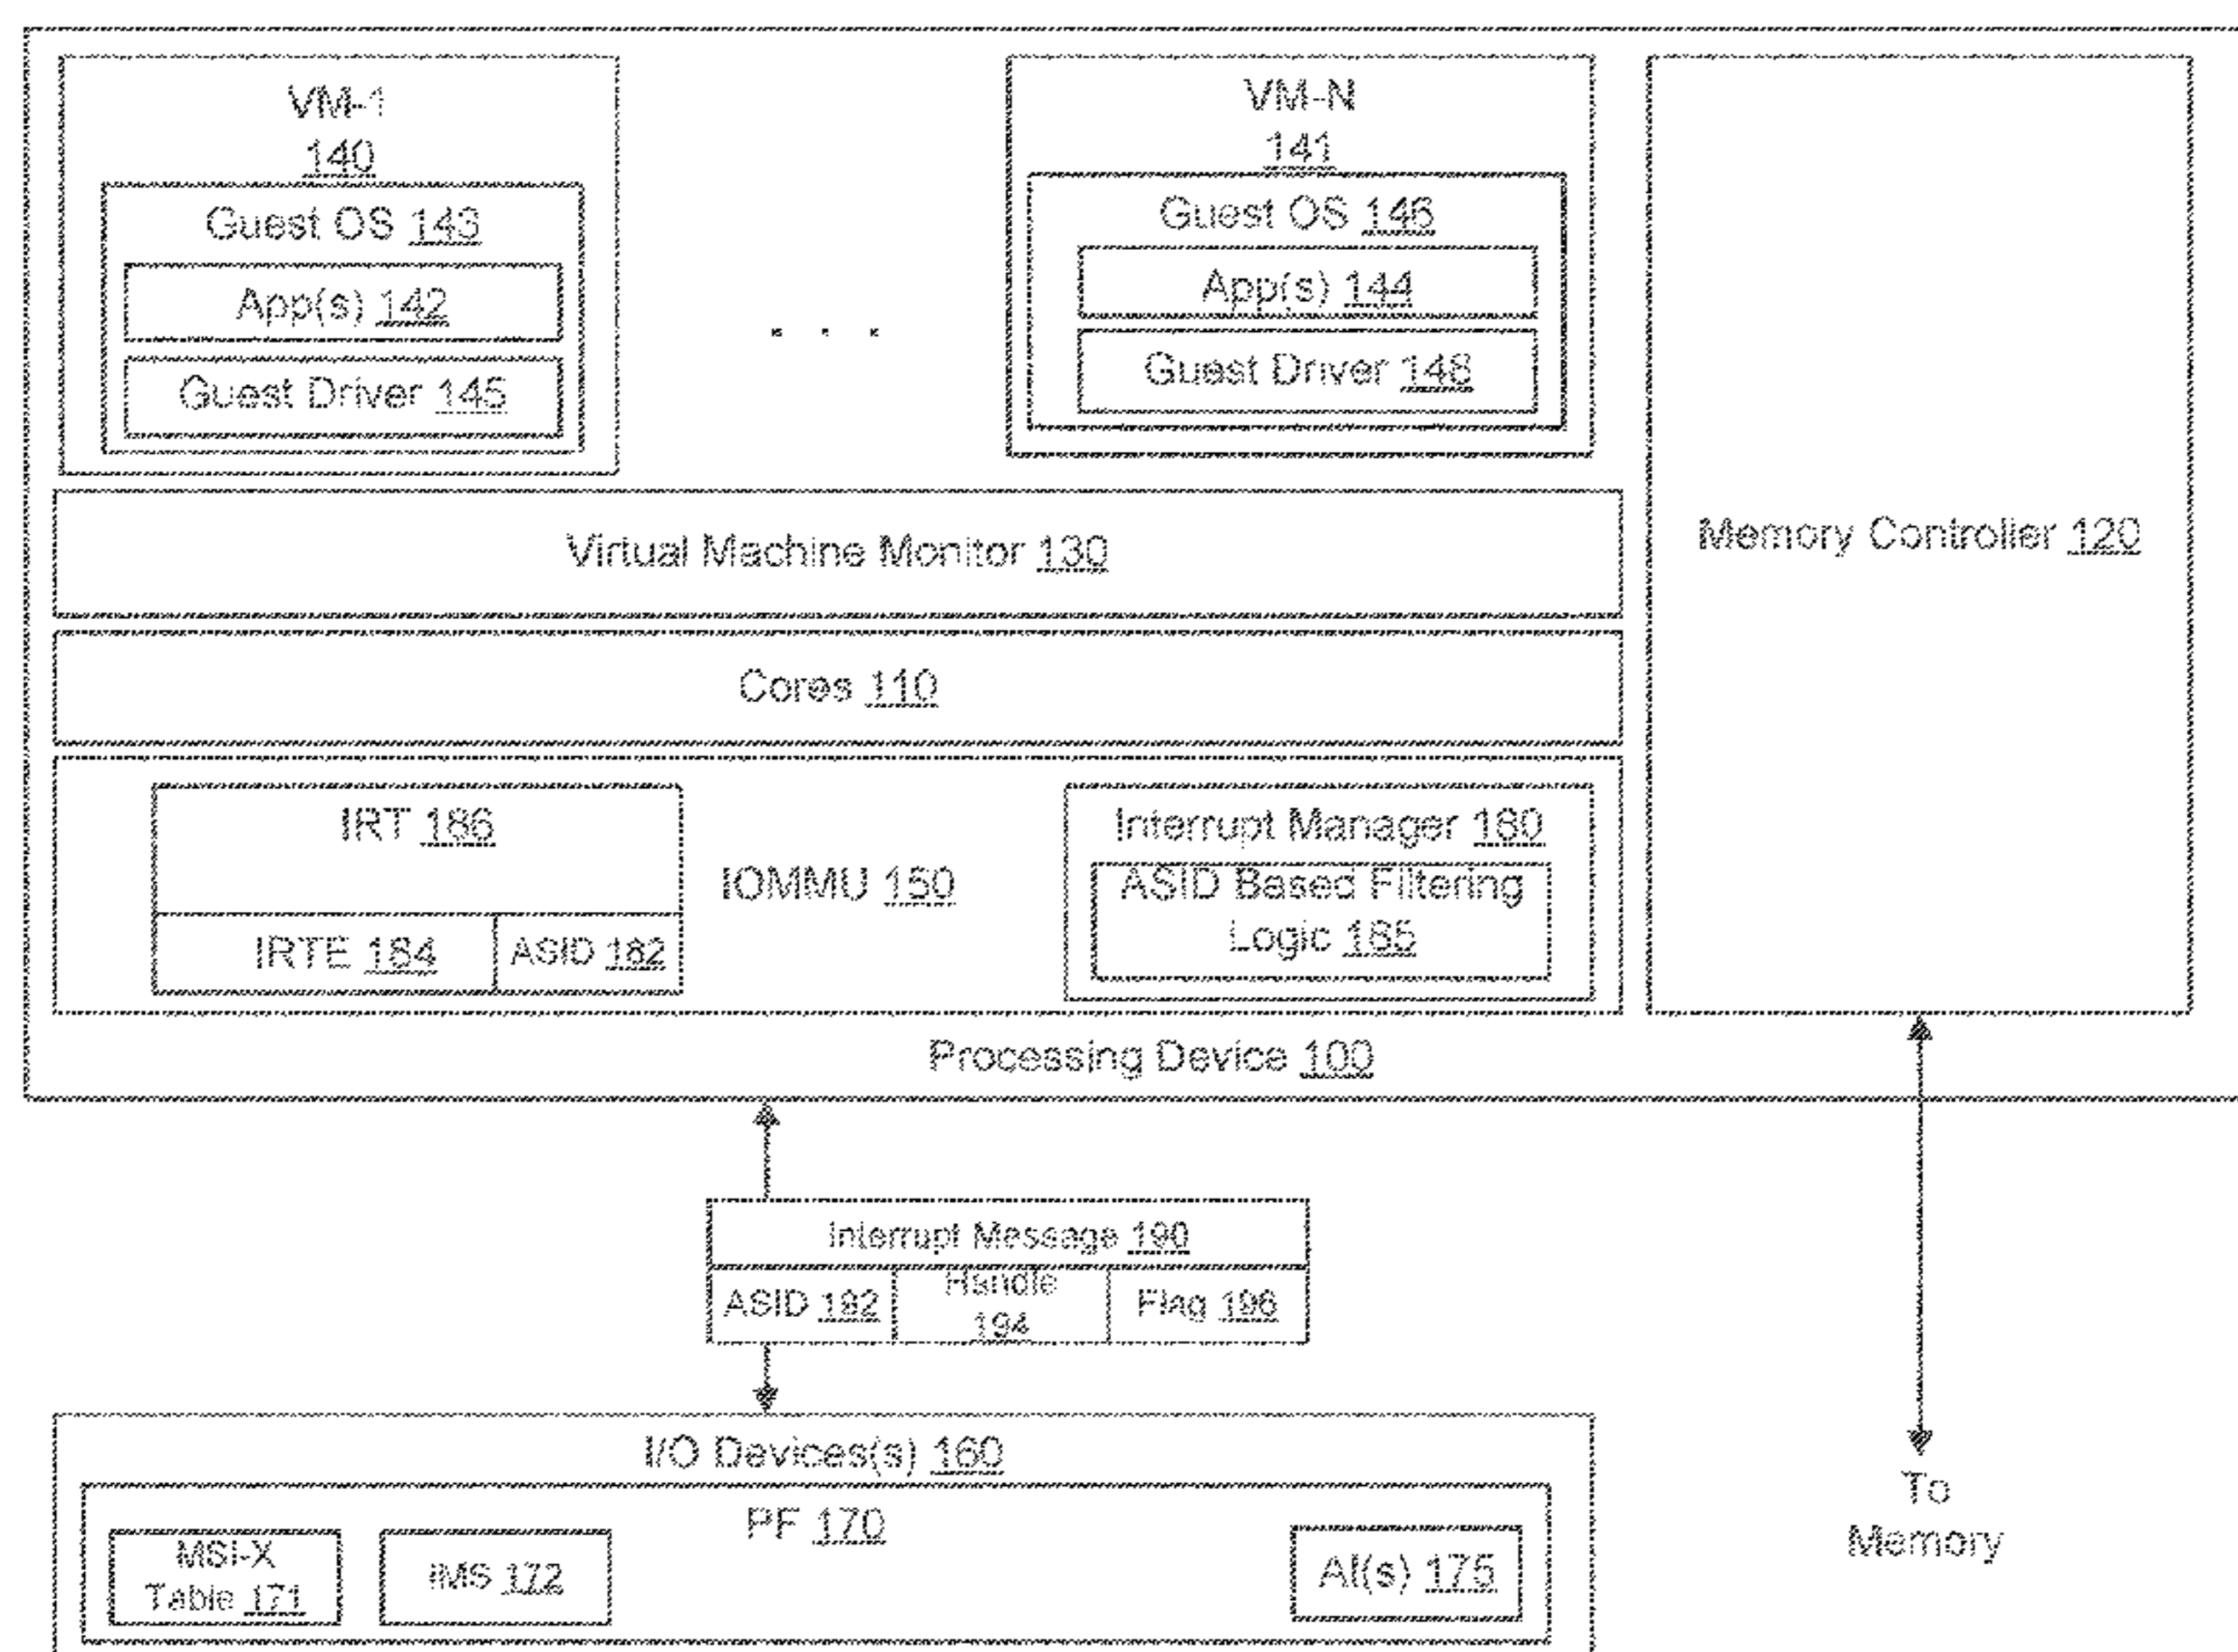 VM-1
140
Guest OS 143
App(s) 142
Guest Driver 145
. . .
VM-N
141
Guest OS 146
App(s) 144
Guest Driver 148
Virtual Machine Monitor 130
Memory Controller 120
Cores 110
IRT 186
IRTE 184
ASID 182
IOMMU 150
Interrupt Manager 180
ASID Based Filtering
Logic 185
Processing Device 100
Interrupt Message 190
ASID 192
Handle
194
Flag 196
I/O Devices(s) 160
PF 170
MSI-X
Table 171
IMS 172
AI(s) 175
To
Memory